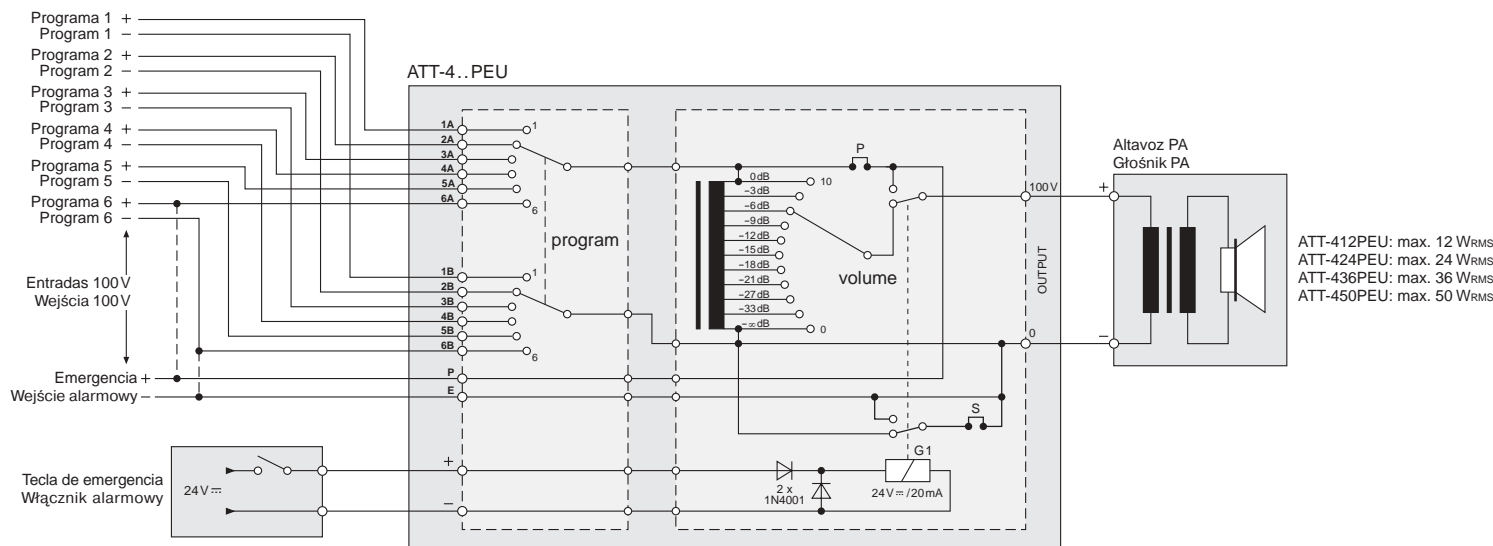 Programa 1 +
Program 1 −
Programa 2 +
Program 2 −
Programa 3 +
Program 3 −
Programa 4 +
Program 4 −
Programa 5 +
Program 5 −
Programa 6 +
Program 6 −
Entradas 100 V
Wejścia 100 V
Emergencia +
Wejście alarmowy −
Tecla de emergencia
Włącznik alarmowy
24 V ⎓
ATT-4..PEU
1A
2A
3A
4A
5A
6A
1
6
program
1B
2B
3B
4B
5B
6B
1
6
P
E
+
−
0 dB
−3 dB
−6 dB
−9 dB
−12 dB
−15 dB
−18 dB
−21 dB
−27 dB
−33 dB
−∞ dB
10
0
volume
P
S
G1
24 V ⎓ /20 mA
2 x
1N4001
100 V
OUTPUT
0
Altavoz PA
Głośnik PA
+
−
ATT-412PEU: max. 12 WRMS
ATT-424PEU: max. 24 WRMS
ATT-436PEU: max. 36 WRMS
ATT-450PEU: max. 50 WRMS